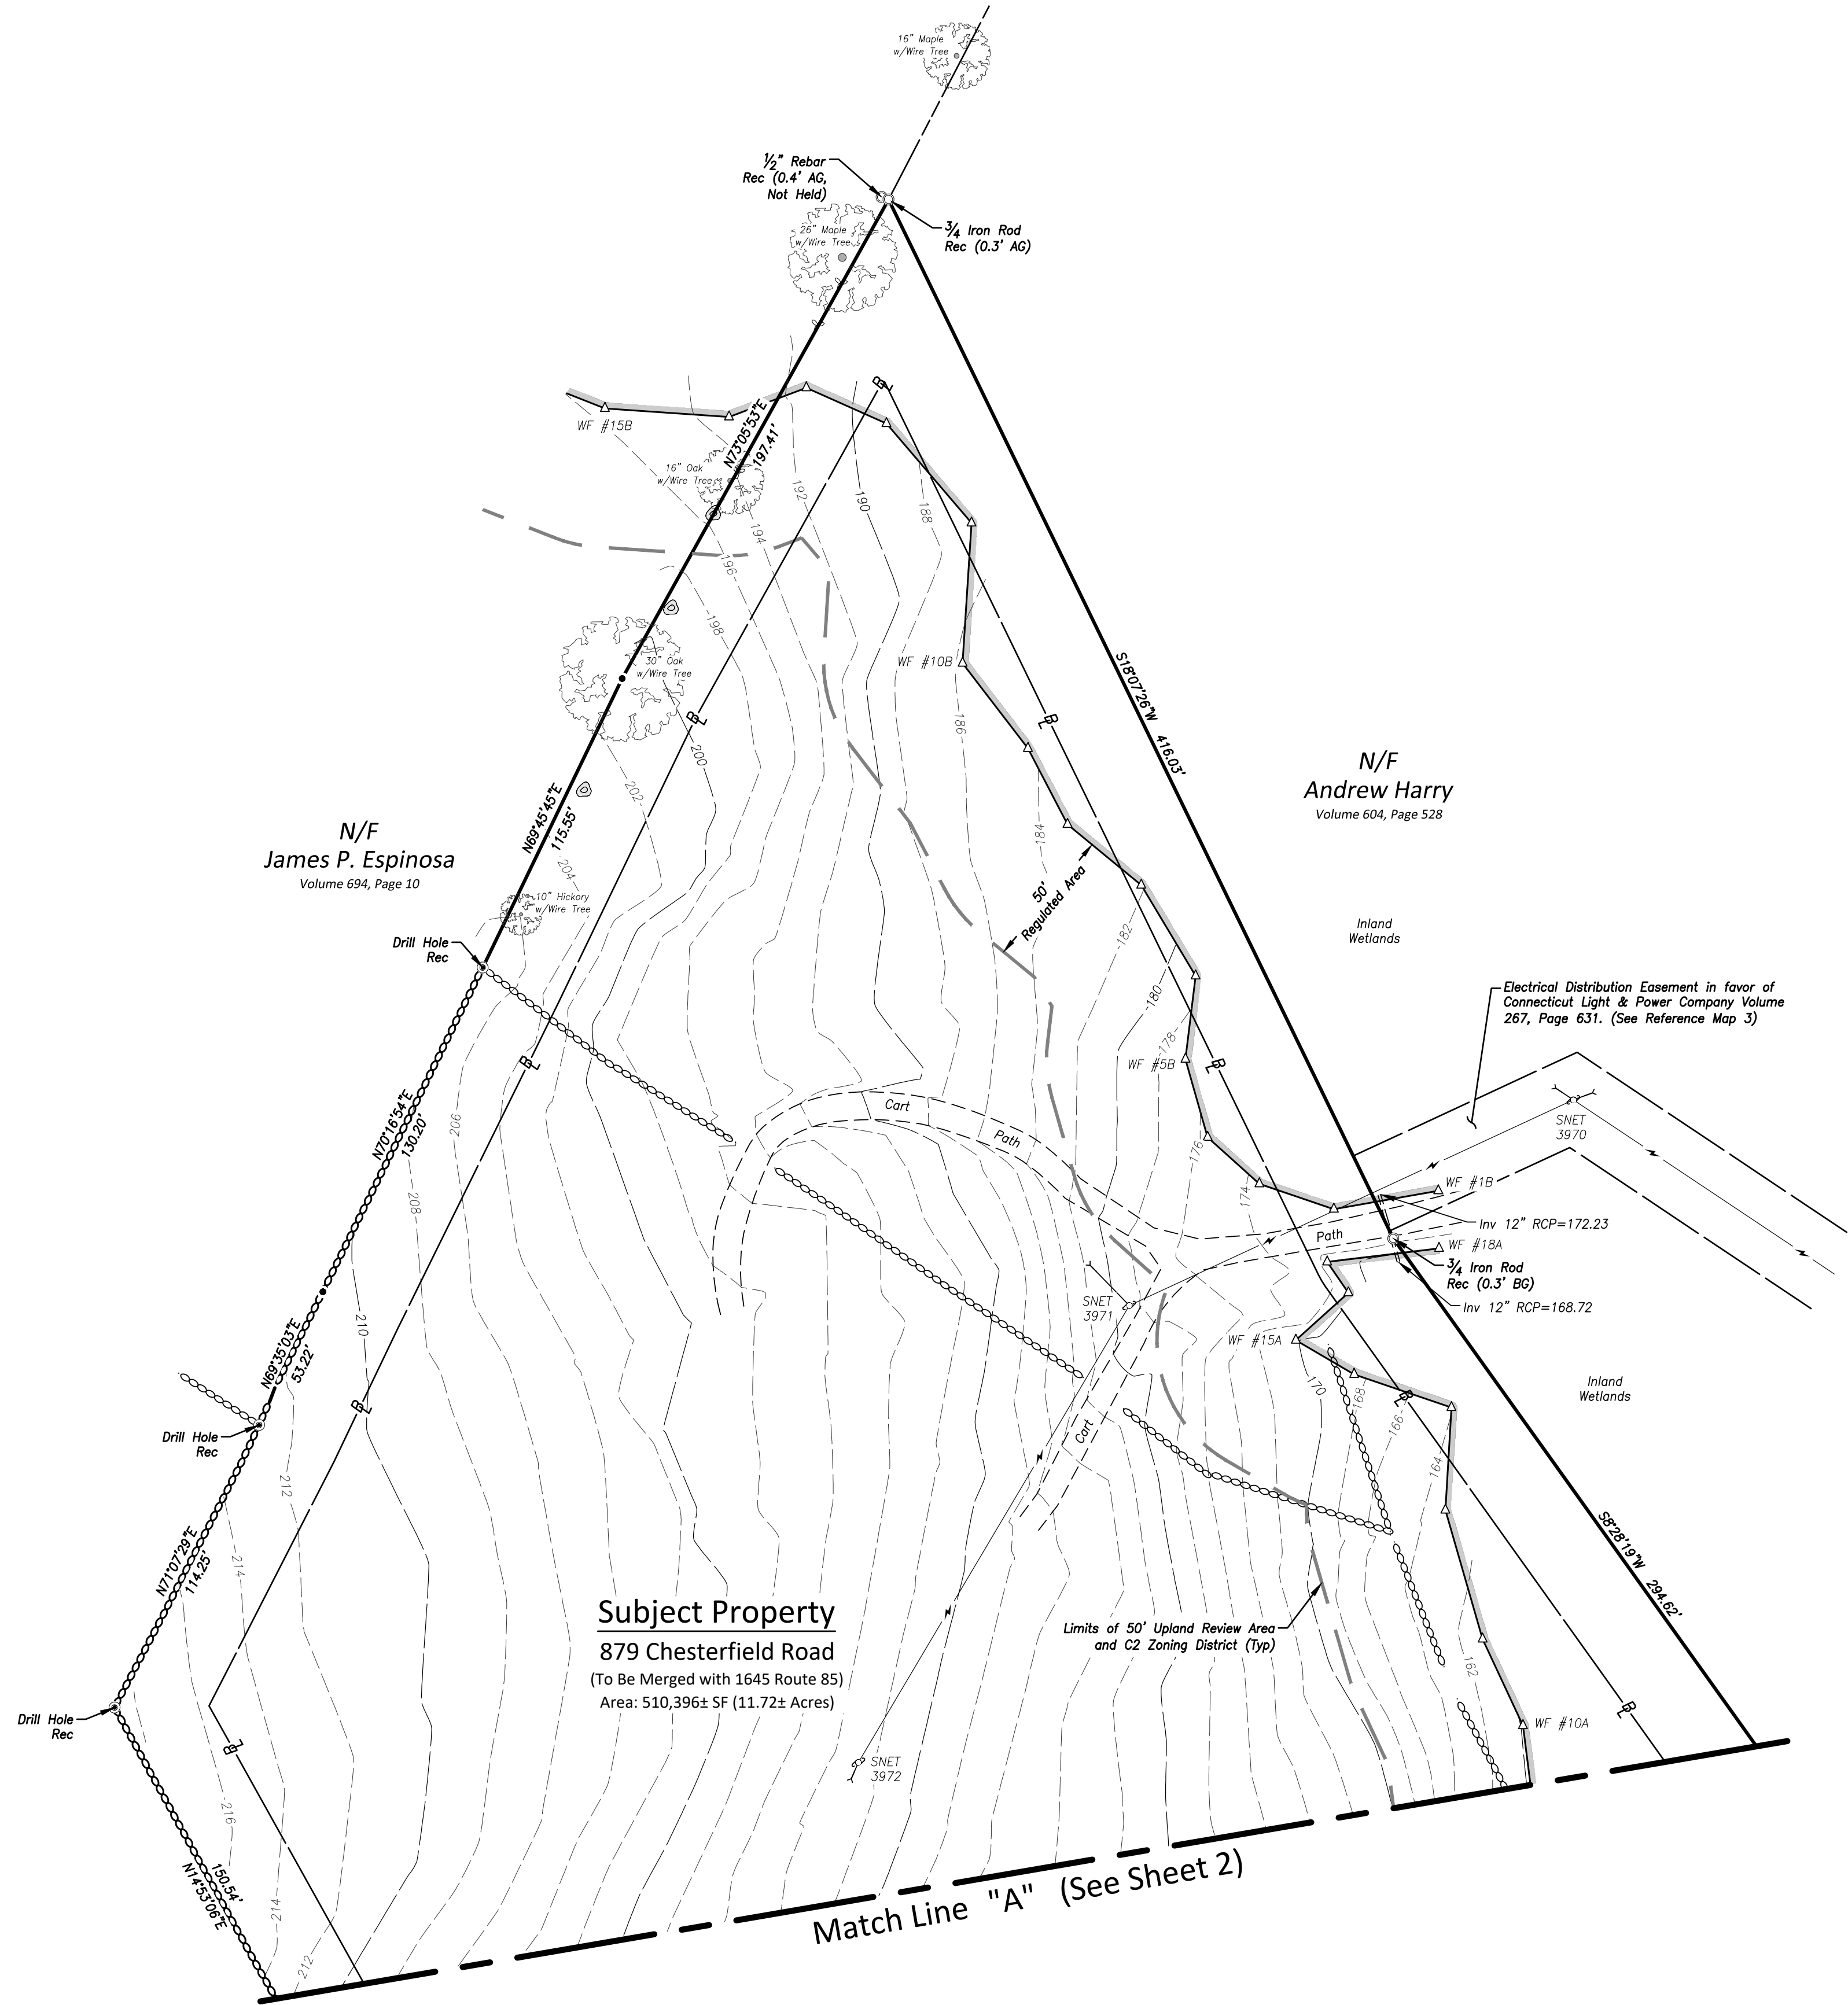 16" Maple
w/Wire Tree
½" Rebar
Rec (0.4' AG,
Not Held)
¾ Iron Rod
Rec (0.3' AG)
26" Maple
w/Wire Tree
WF #15B
N73°05'53"E
197.41'
16" Oak
w/Wire Tree
192
190
188
194
196
198
WF #10B
30" Oak
w/Wire Tree
S18°07'26"W 416.03'
BL
BL
BL
186
200
202
N/F
Andrew Harry
Volume 604, Page 528
N/F
James P. Espinosa
Volume 694, Page 10
N69°45'45"E
115.55'
204
184
50'
Regulated Area
10" Hickory
w/Wire Tree
Drill Hole
Rec
182
Inland
Wetlands
180
178
Electrical Distribution Easement in favor of
Connecticut Light & Power Company Volume
267, Page 631. (See Reference Map 3)
WF #5B
BL
BL
Cart
Path
SNET
3970
N70°16'54"E
130.20'
206
176
174
208
WF #1B
Inv 12" RCP=172.23
Path
WF #18A
¾ Iron Rod
Rec (0.3' BG)
Inv 12" RCP=168.72
SNET
3971
WF #15A
210
N69°35'03"E
53.22'
BL
170
168
BL
166
Inland
Wetlands
Cart
Drill Hole
Rec
164
212
N71°07'29"E
114.25'
214
S8°28'19"W 294.62'
Subject Property
879 Chesterfield Road
(To Be Merged with 1645 Route 85)
Area: 510,396± SF (11.72± Acres)
Limits of 50' Upland Review Area
and C2 Zoning District (Typ)
162
BL
WF #10A
Drill Hole
Rec
BL
SNET
3972
216
150.54'
N14°53'06"E
214
212
Match Line "A" (See Sheet 2)